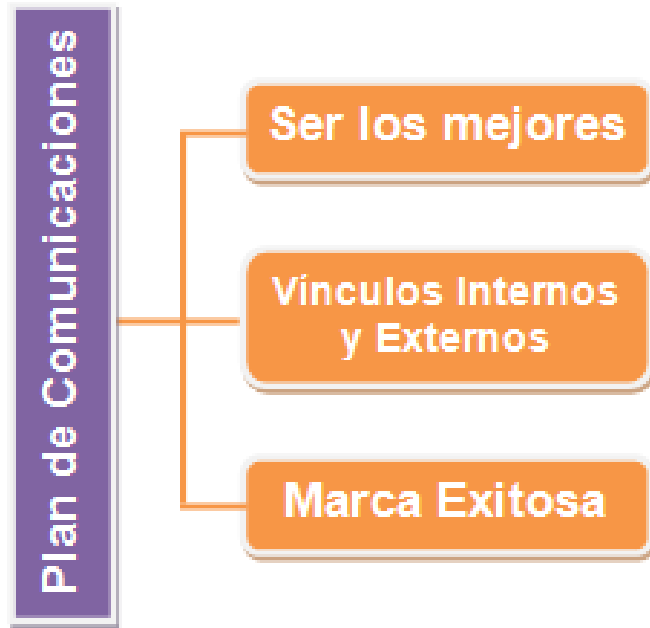 Plan de Comunicaciones
Ser los mejores
Vínculos Internos
y Externos
Marca Exitosa